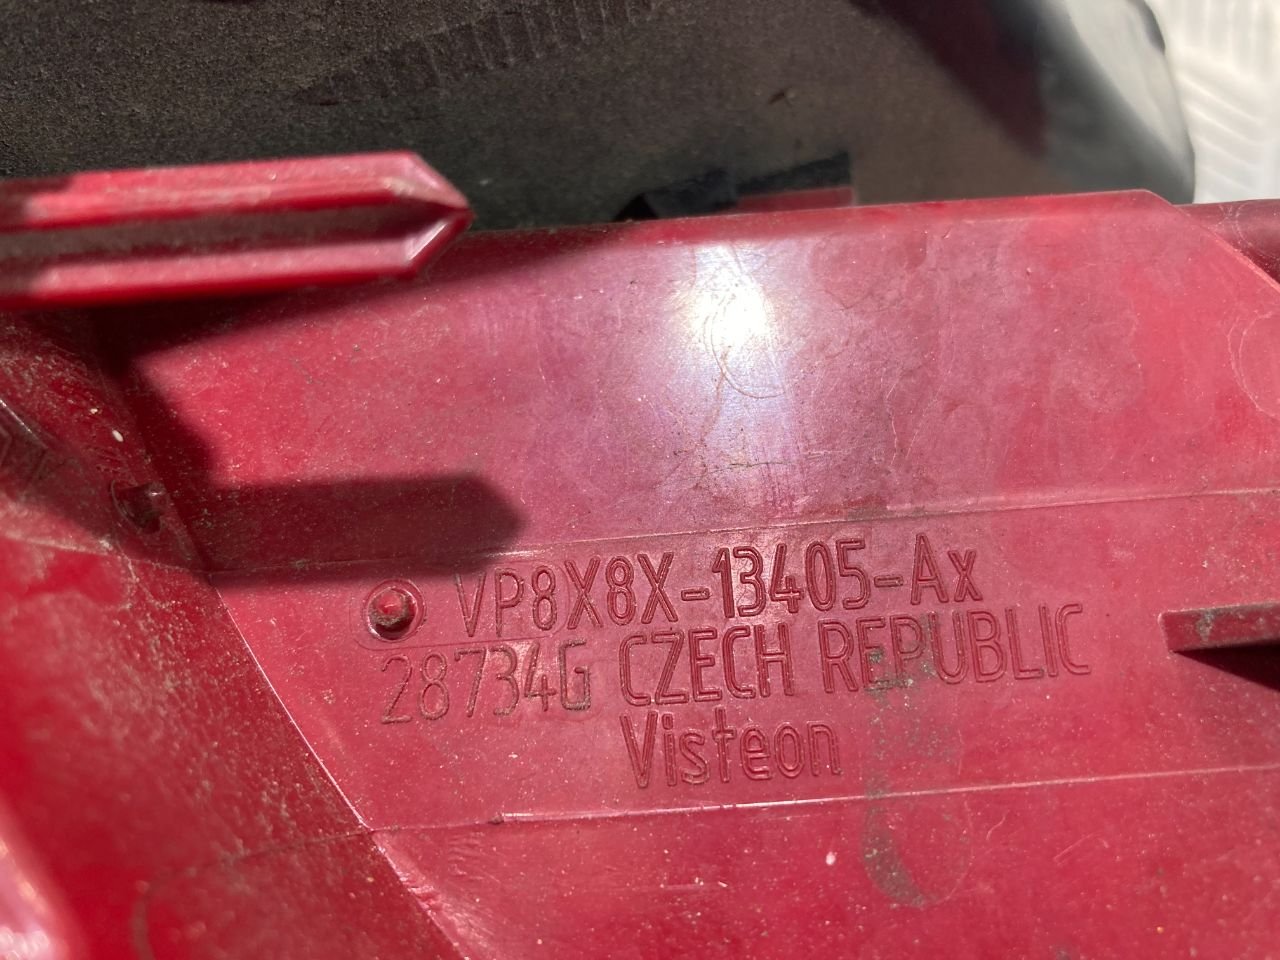 VP8X8X-13405-Ax
28734G CZECH REPUBLIC
Visteon